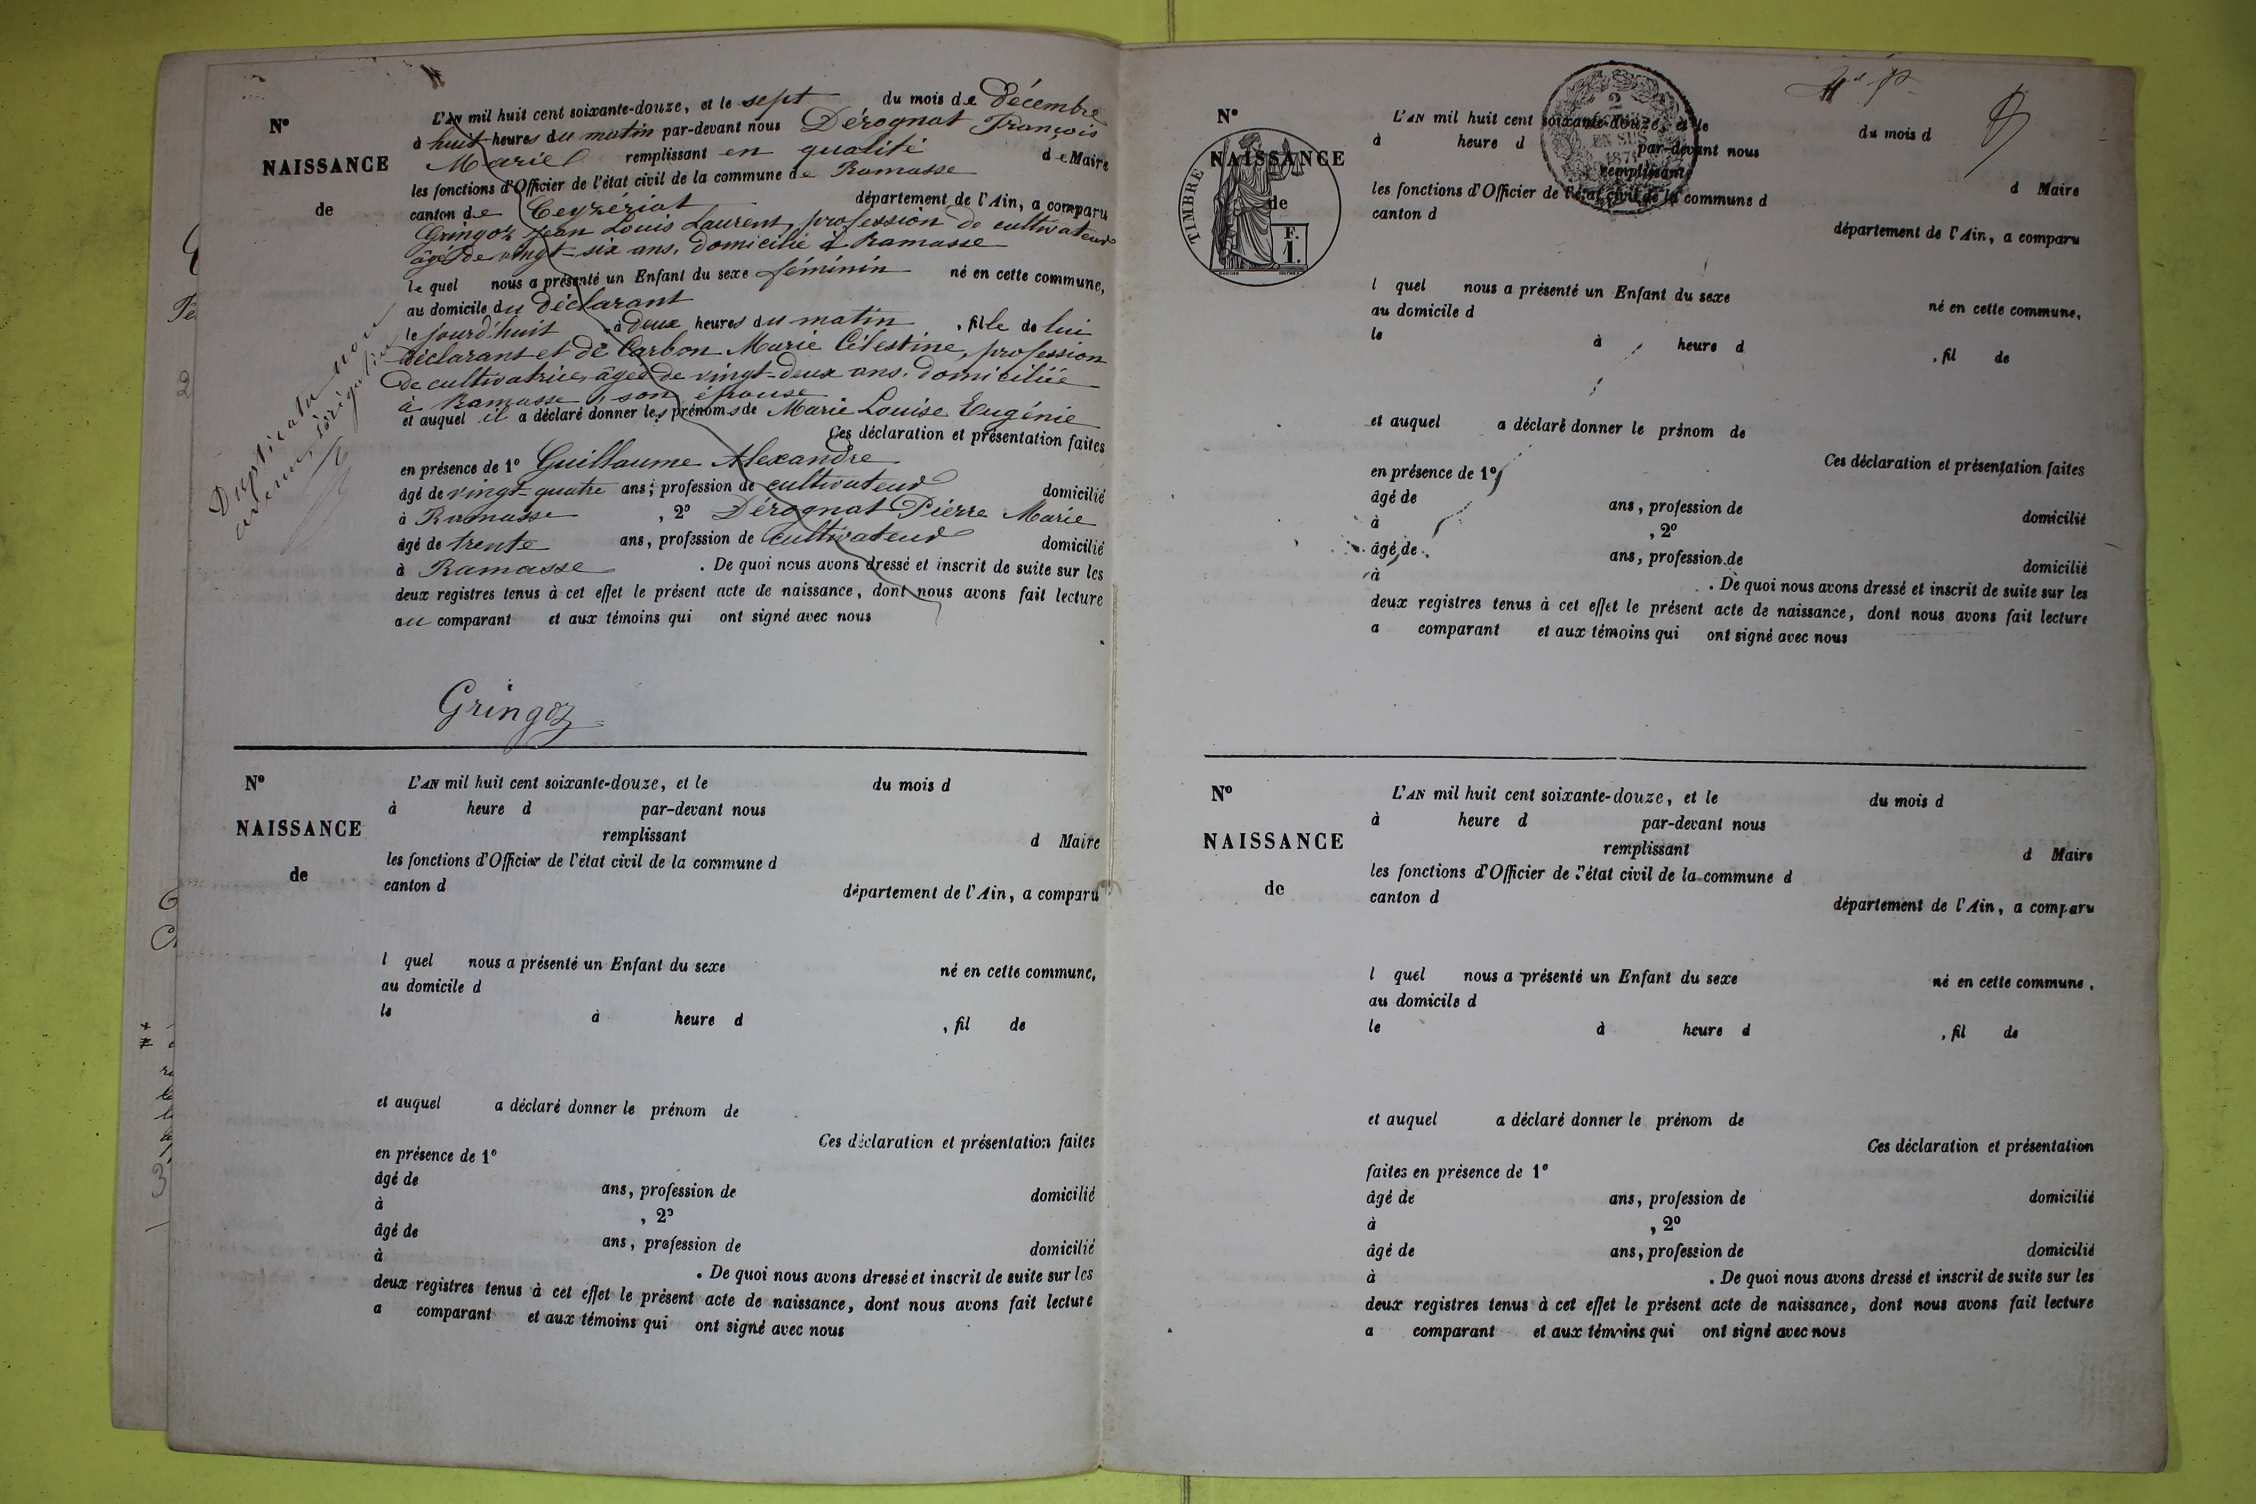 N° L'AN mil huit cent soixante-douze, et le sept du mois de Décembre
à huit heures du matin par-devant nous Dérognat François
NAISSANCE Mariel remplissant en qualité de Maire
les fonctions d'Officier de l'état civil de la commune de Ramasse
de canton de Ceyzériat département de l'Ain, a comparu
Gringoz Jean Louis Laurent, profession de cultivateur
âgé de vingt-six ans, domicilié à Ramasse
le quel nous a présenté un Enfant du sexe féminin né en cette commune,
au domicile du déclarant
le jourd'huit à deux heures du matin, fille de lui
déclarant et de Carbon Marie Célestine, profession
de cultivatrice, âgée de vingt-deux ans, domiciliée
à Ramasse, son épouse
et auquel il a déclaré donner les prénoms de Marie Louise Eugénie
Ces déclaration et présentation faites
en présence de 1° Guillaume Alexandre
âgé de vingt-quatre ans, profession de cultivateur domicilié
à Ramasse, 2° Dérognat Pierre Marie
âgé de trente ans, profession de cultivateur domicilié
à Ramasse. De quoi nous avons dressé et inscrit de suite sur les
deux registres tenus à cet effet le présent acte de naissance, dont nous avons fait lecture
au comparant et aux témoins qui ont signé avec nous
Gringoz
N° L'AN mil huit cent soixante-douze, et le du mois d
à heure d par-devant nous
NAISSANCE remplissant d Maire
les fonctions d'Officier de l'état civil de la commune d
de canton d département de l'Ain, a comparu
l quel nous a présenté un Enfant du sexe né en cette commune,
au domicile d
le à heure d , fil de
et auquel a déclaré donner le prénom de
Ces déclaration et présentation faites
en présence de 1°
âgé de ans, profession de domicilié
à , 2°
âgé de ans, profession de domicilié
à . De quoi nous avons dressé et inscrit de suite sur les
deux registres tenus à cet effet le présent acte de naissance, dont nous avons fait lecture
a comparant et aux témoins qui ont signé avec nous
N° L'AN mil huit cent soixante-douze, et le du mois d
à heure d par-devant nous
NAISSANCE remplissant d Maire
les fonctions d'Officier de l'état civil de la commune d
de canton d département de l'Ain, a comparu
TIMBRE
F.
1.
2
EN SUS
1871
l quel nous a présenté un Enfant du sexe né en cette commune,
au domicile d
le à heure d , fil de
et auquel a déclaré donner le prénom de
Ces déclaration et présentation faites
en présence de 1°
âgé de ans, profession de domicilié
à , 2°
âgé de ans, profession de domicilié
à . De quoi nous avons dressé et inscrit de suite sur les
deux registres tenus à cet effet le présent acte de naissance, dont nous avons fait lecture
a comparant et aux témoins qui ont signé avec nous
N° L'AN mil huit cent soixante-douze, et le du mois d
à heure d par-devant nous
NAISSANCE remplissant d Maire
les fonctions d'Officier de l'état civil de la commune d
de canton d département de l'Ain, a comparu
l quel nous a présenté un Enfant du sexe né en cette commune,
au domicile d
le à heure d , fil de
et auquel a déclaré donner le prénom de
Ces déclaration et présentation
faites en présence de 1°
âgé de ans, profession de domicilié
à , 2°
âgé de ans, profession de domicilié
à . De quoi nous avons dressé et inscrit de suite sur les
deux registres tenus à cet effet le présent acte de naissance, dont nous avons fait lecture
a comparant et aux témoins qui ont signé avec nous